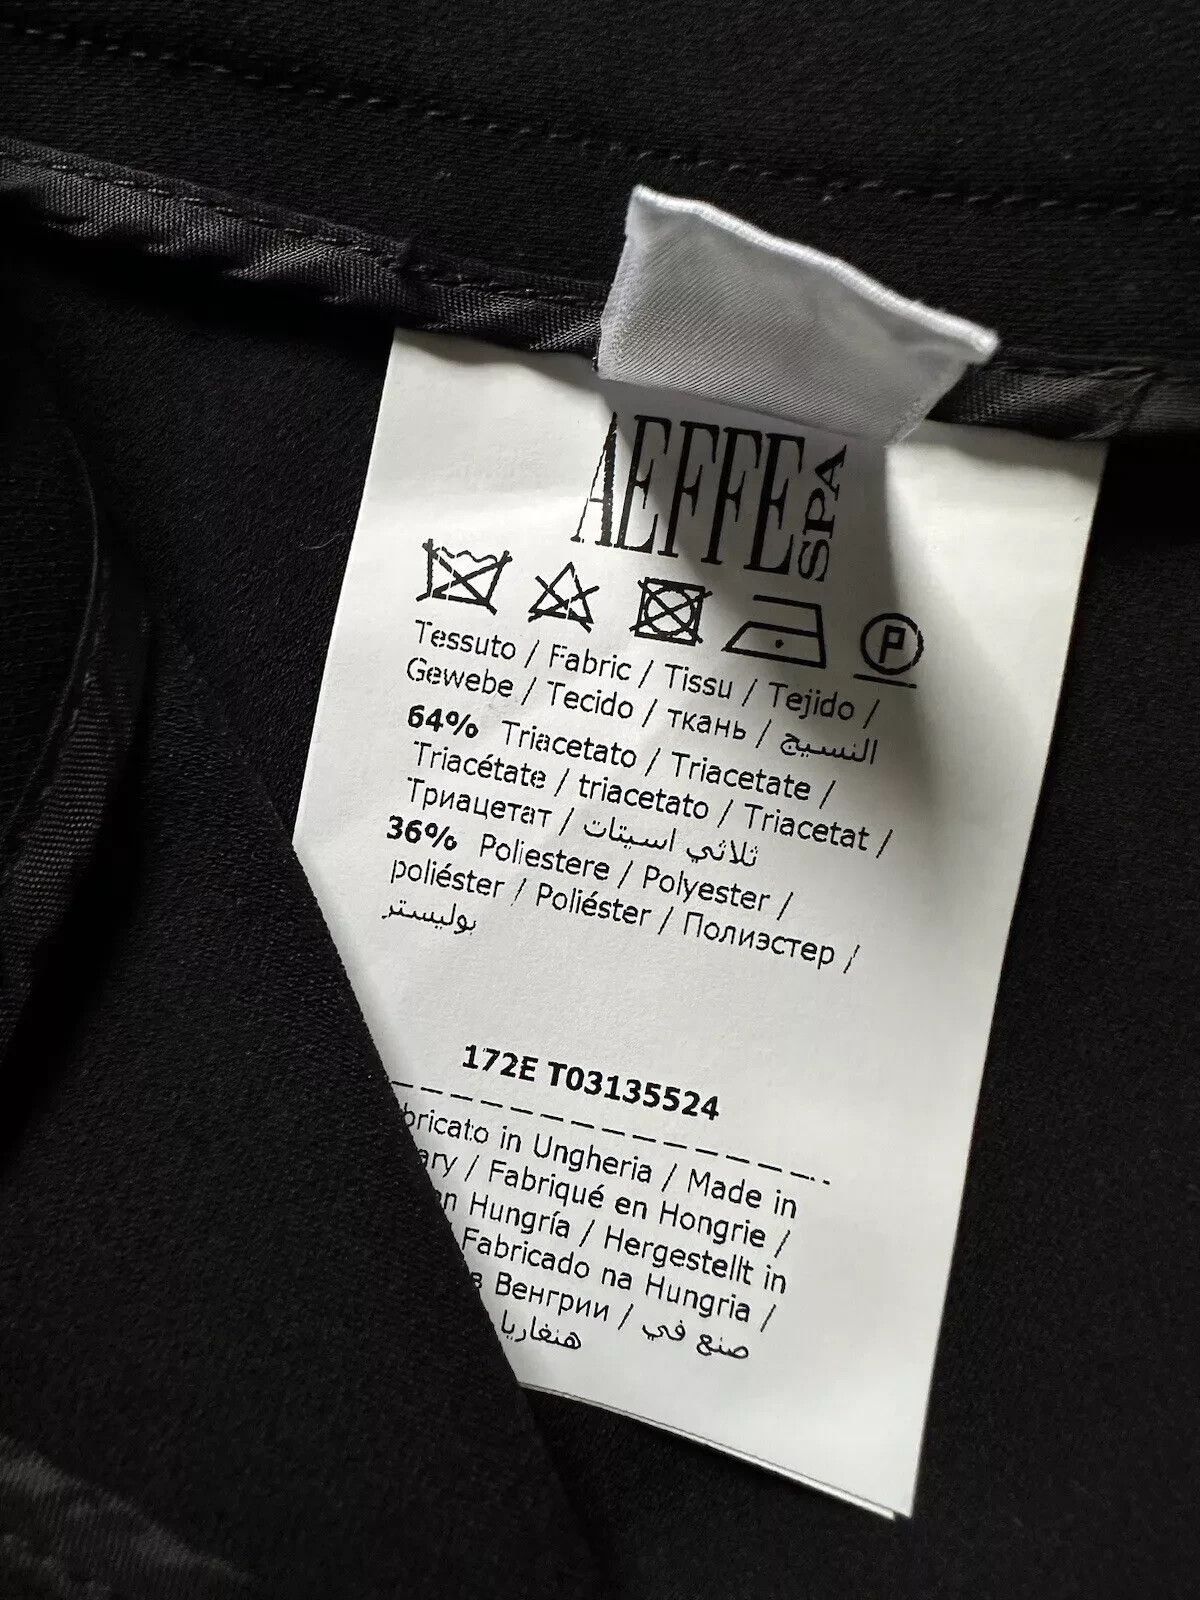 AEFFE SPA
P
Tessuto / Fabric / Tissu / Tejido /
Gewebe / Tecido / ткань / النسيج
64% Triacetato / Triacetate /
Triacétate / triacetato / Triacetat /
Триацетат / ثلاثي اسيتات
36% Poliestere / Polyester /
poliéster / Poliéster / Полиэстер /
بوليستر
172E T03135524
bricato in Ungheria / Made in
ary / Fabriqué en Hongrie /
en Hungría / Hergestellt in
/ Fabricado na Hungria /
в Венгрии / صنع في
هنغاريا